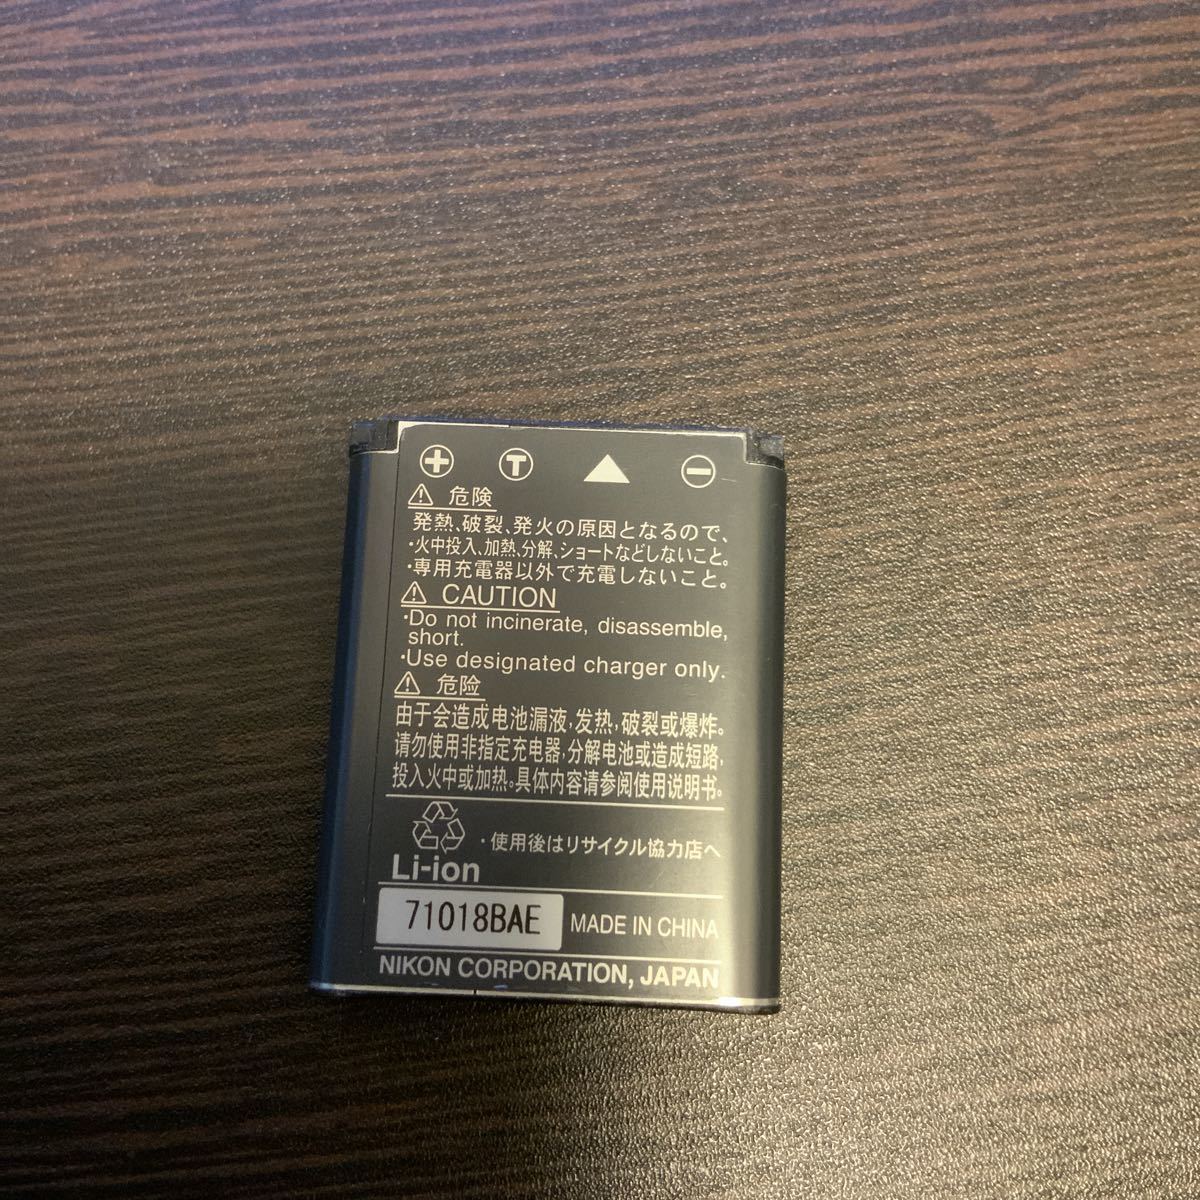 + T −
危険
発熱、破裂、発火の原因となるので、
・火中投入、加熱、分解、ショートなどしないこと。
・専用充電器以外で充電しないこと。
CAUTION
・Do not incinerate, disassemble,
short.
・Use designated charger only.
危险
由于会造成电池漏液，发热，破裂或爆炸。
请勿使用非指定充电器，分解电池或造成短路，
投入火中或加热。具体内容请参阅使用说明书。
・使用後はリサイクル協力店へ
Li-ion
71018BAE MADE IN CHINA
NIKON CORPORATION, JAPAN